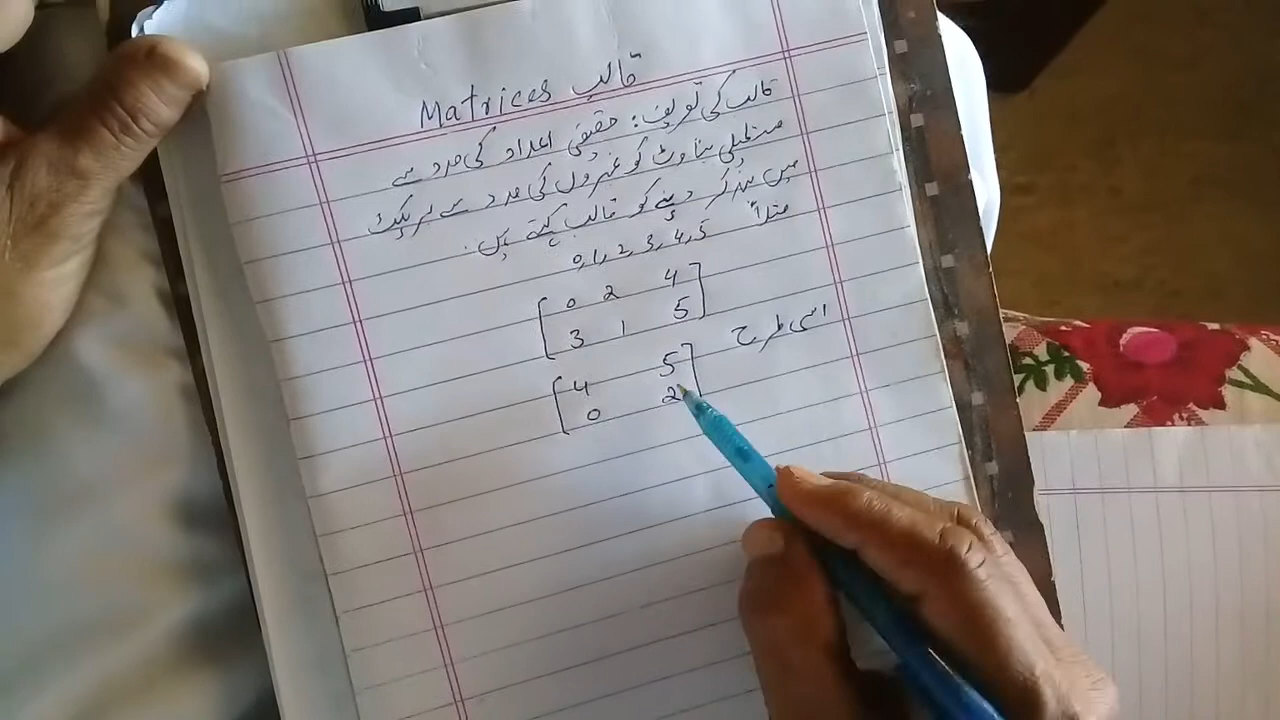 Matrices قالب
قالب کی تعریف: حقیقی اعداد کی مدد سے
مستطیلی بناوٹ کو نمبروں کی مدد سے بریکٹ
میں بند کر دینے کو قالب کہتے ہیں۔
مثلاً 0,1,2,3,4,5
[0 2 4
3 1 5]
اسی طرح
[4 5
0 2]